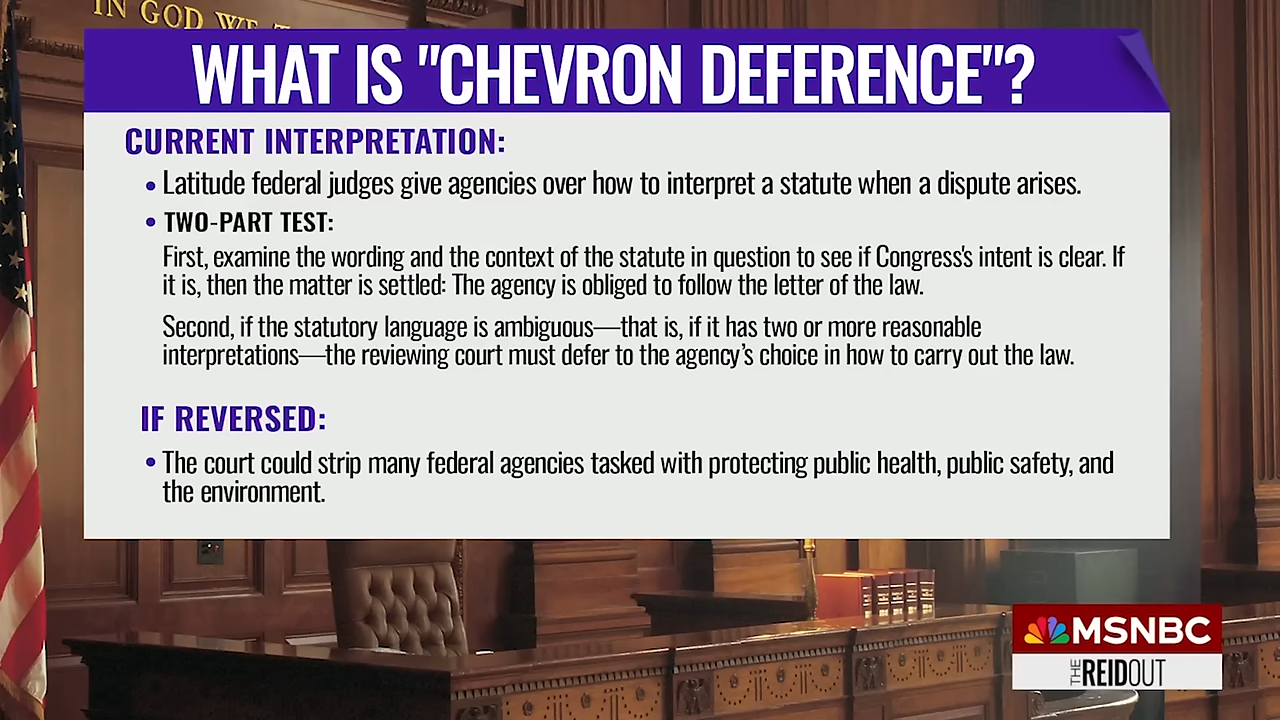 IN GOD WE T
WHAT IS "CHEVRON DEFERENCE"?
CURRENT INTERPRETATION:
• Latitude federal judges give agencies over how to interpret a statute when a dispute arises.
• TWO-PART TEST:
First, examine the wording and the context of the statute in question to see if Congress's intent is clear. If
it is, then the matter is settled: The agency is obliged to follow the letter of the law.
Second, if the statutory language is ambiguous—that is, if it has two or more reasonable
interpretations—the reviewing court must defer to the agency’s choice in how to carry out the law.
IF REVERSED:
• The court could strip many federal agencies tasked with protecting public health, public safety, and
the environment.
MSNBC
THE REIDOUT